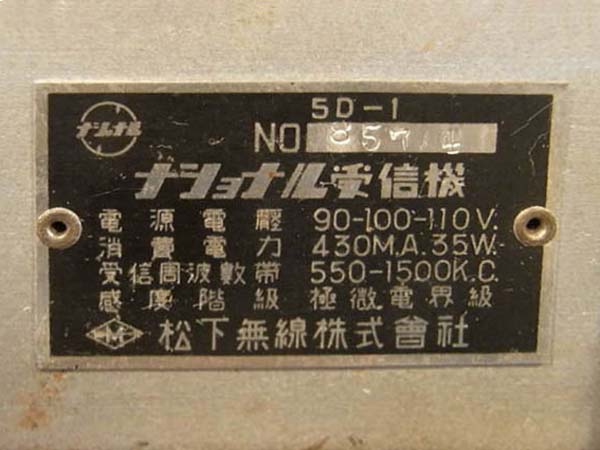 ナショナル
5D-1
NO 857
ナショナル受信機
電源電壓 90-100-110V.
消費電力 430M.A.35W.
受信周波數帶 550-1500K.C.
感度階級 極微電界級
M 松下無線株式會社